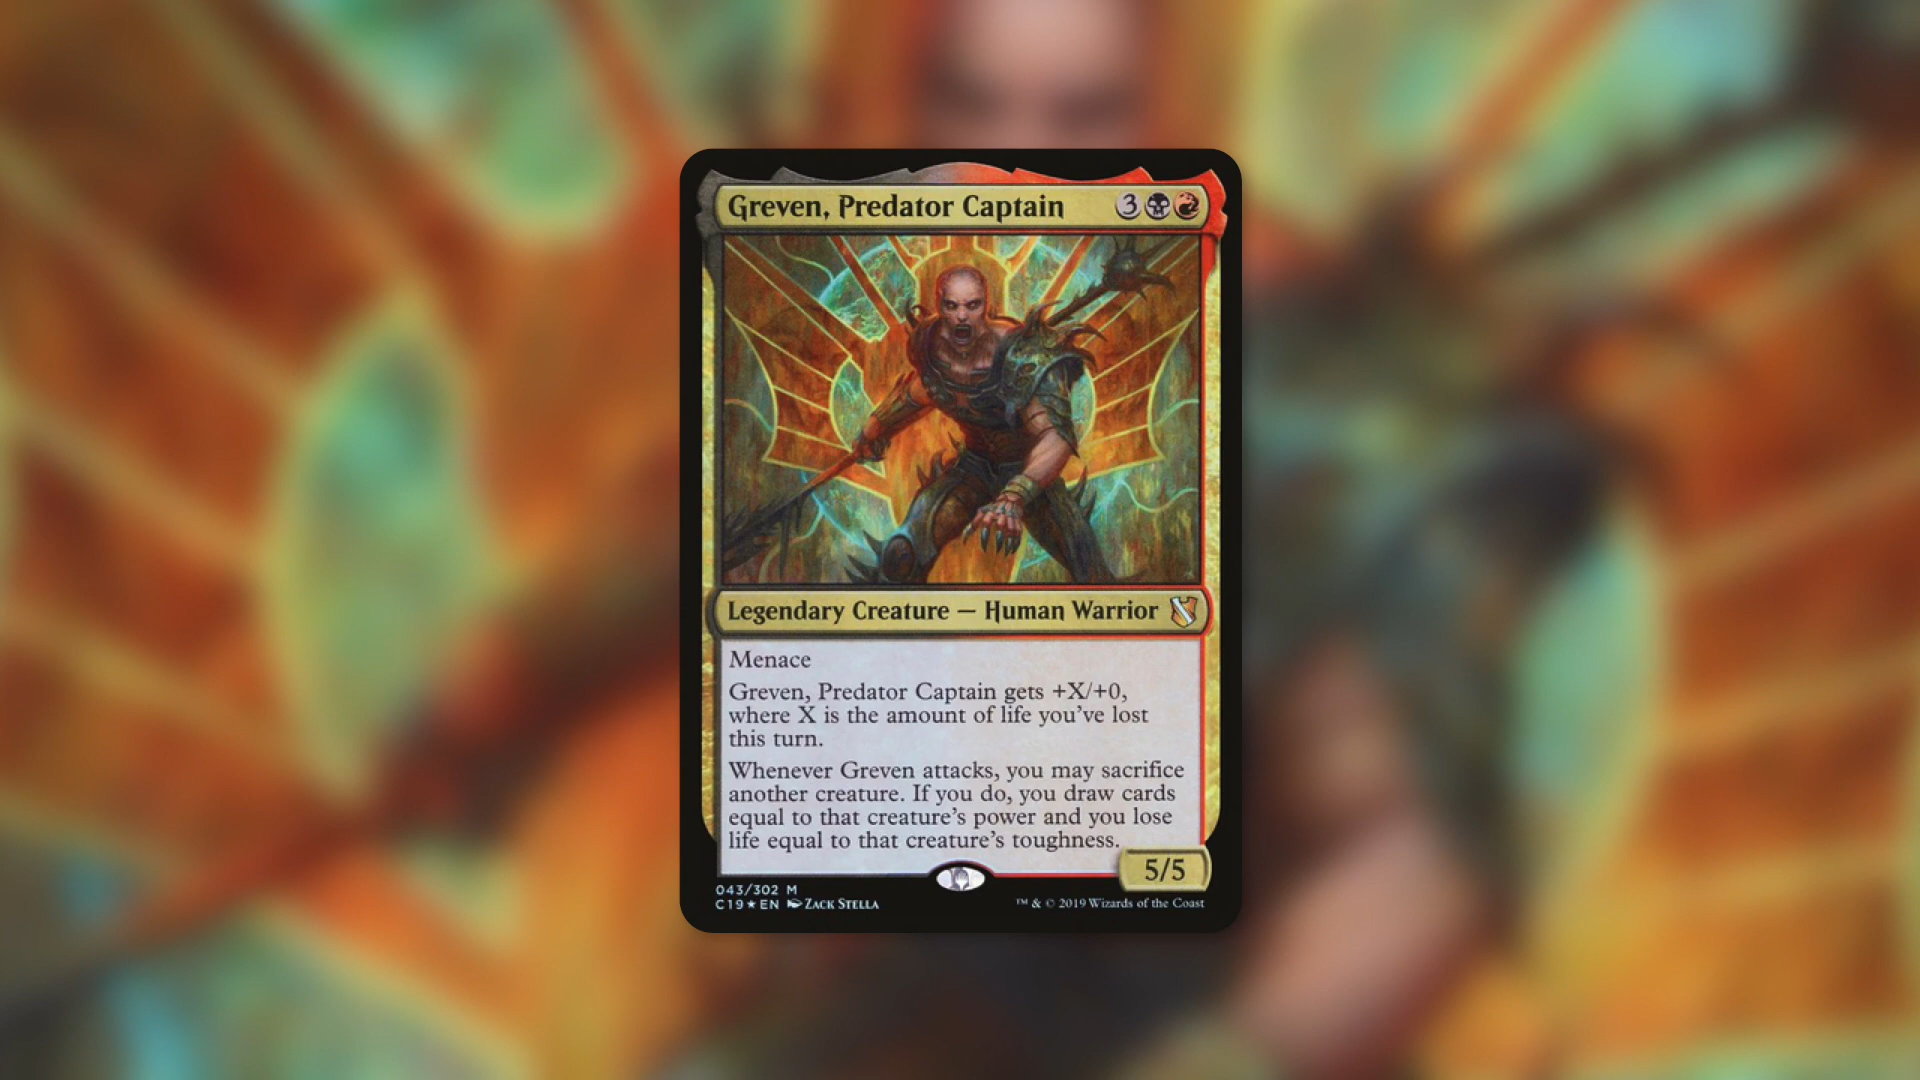 Greven, Predator Captain 3
Legendary Creature — Human Warrior
Menace
Greven, Predator Captain gets +X/+0,
where X is the amount of life you've lost
this turn.
Whenever Greven attacks, you may sacrifice
another creature. If you do, you draw cards
equal to that creature's power and you lose
life equal to that creature's toughness.
5/5
043/302 M
C19★EN Zack Stella
™ & © 2019 Wizards of the Coast